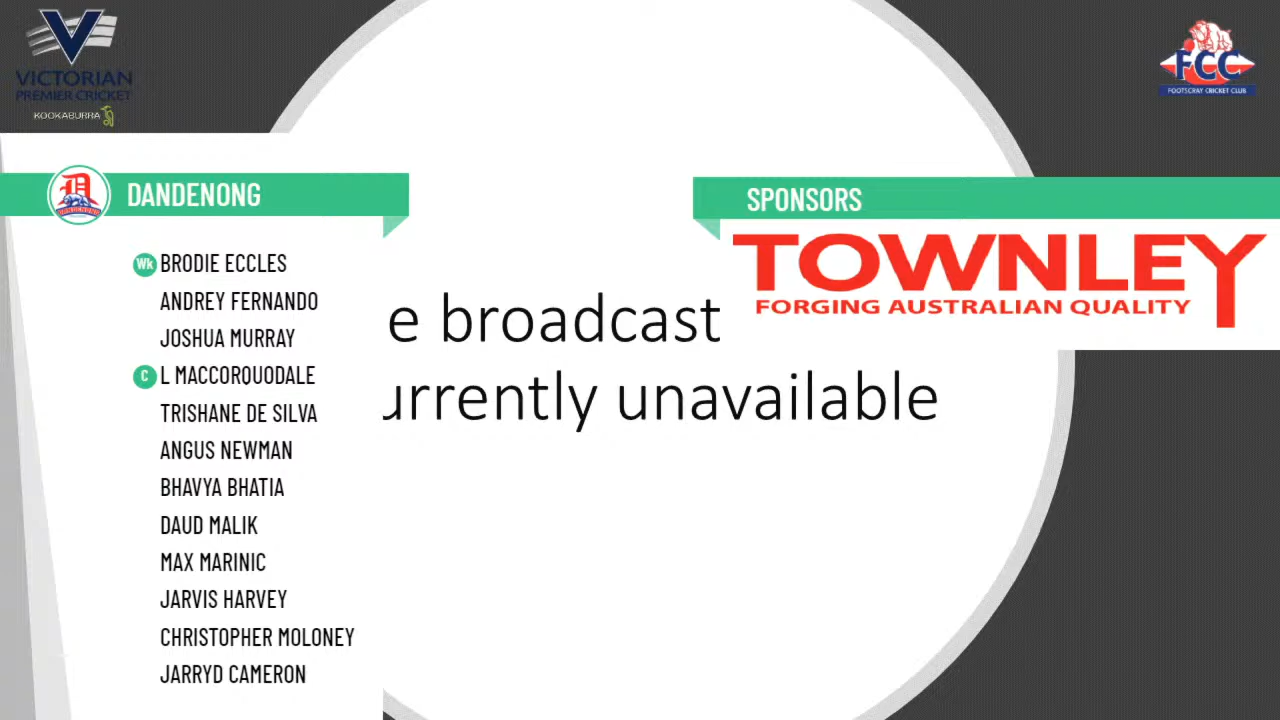 VICTORIAN
PREMIER CRICKET
KOOKABURRA
FCC
FOOTSCRAY CRICKET CLUB
D
DANDENONG
DANDENONG
Wk BRODIE ECCLES
ANDREY FERNANDO
JOSHUA MURRAY
C L MACCORQUODALE
TRISHANE DE SILVA
ANGUS NEWMAN
BHAVYA BHATIA
DAUD MALIK
MAX MARINIC
JARVIS HARVEY
CHRISTOPHER MOLONEY
JARRYD CAMERON
SPONSORS
TOWNLEY
FORGING AUSTRALIAN QUALITY
e broadcast
urrently unavailable